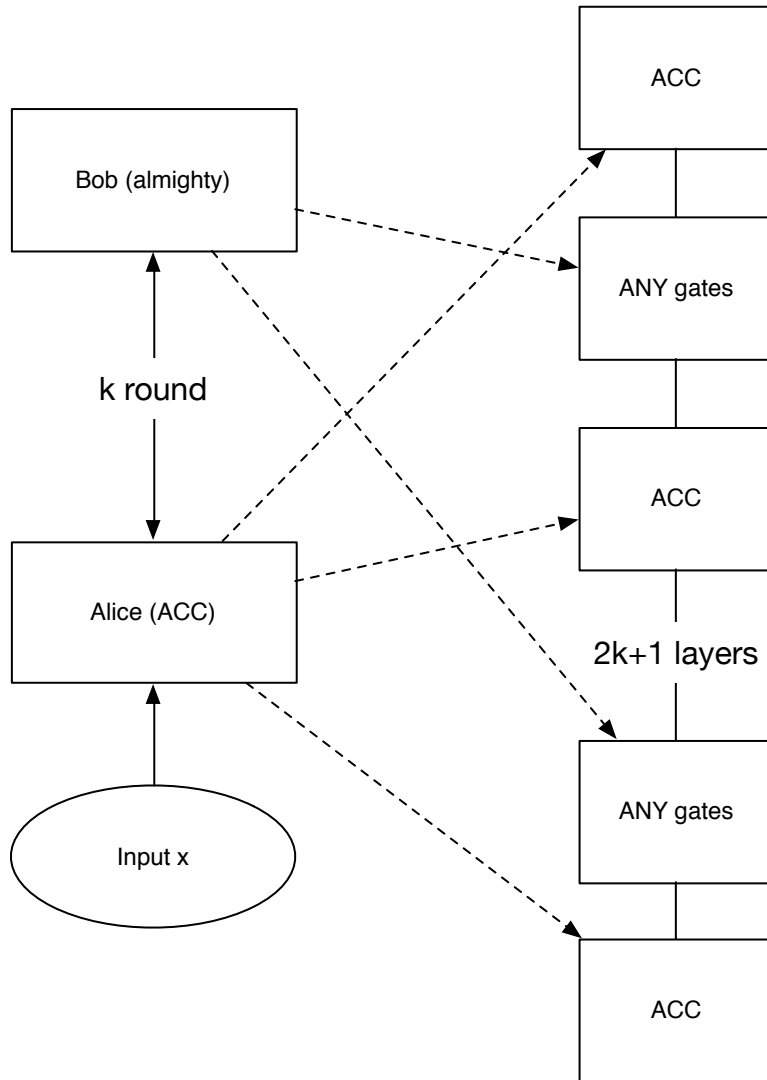 ACC
Bob (almighty)
ANY gates
k round
ACC
Alice (ACC)
2k+1 layers
ANY gates
Input x
ACC